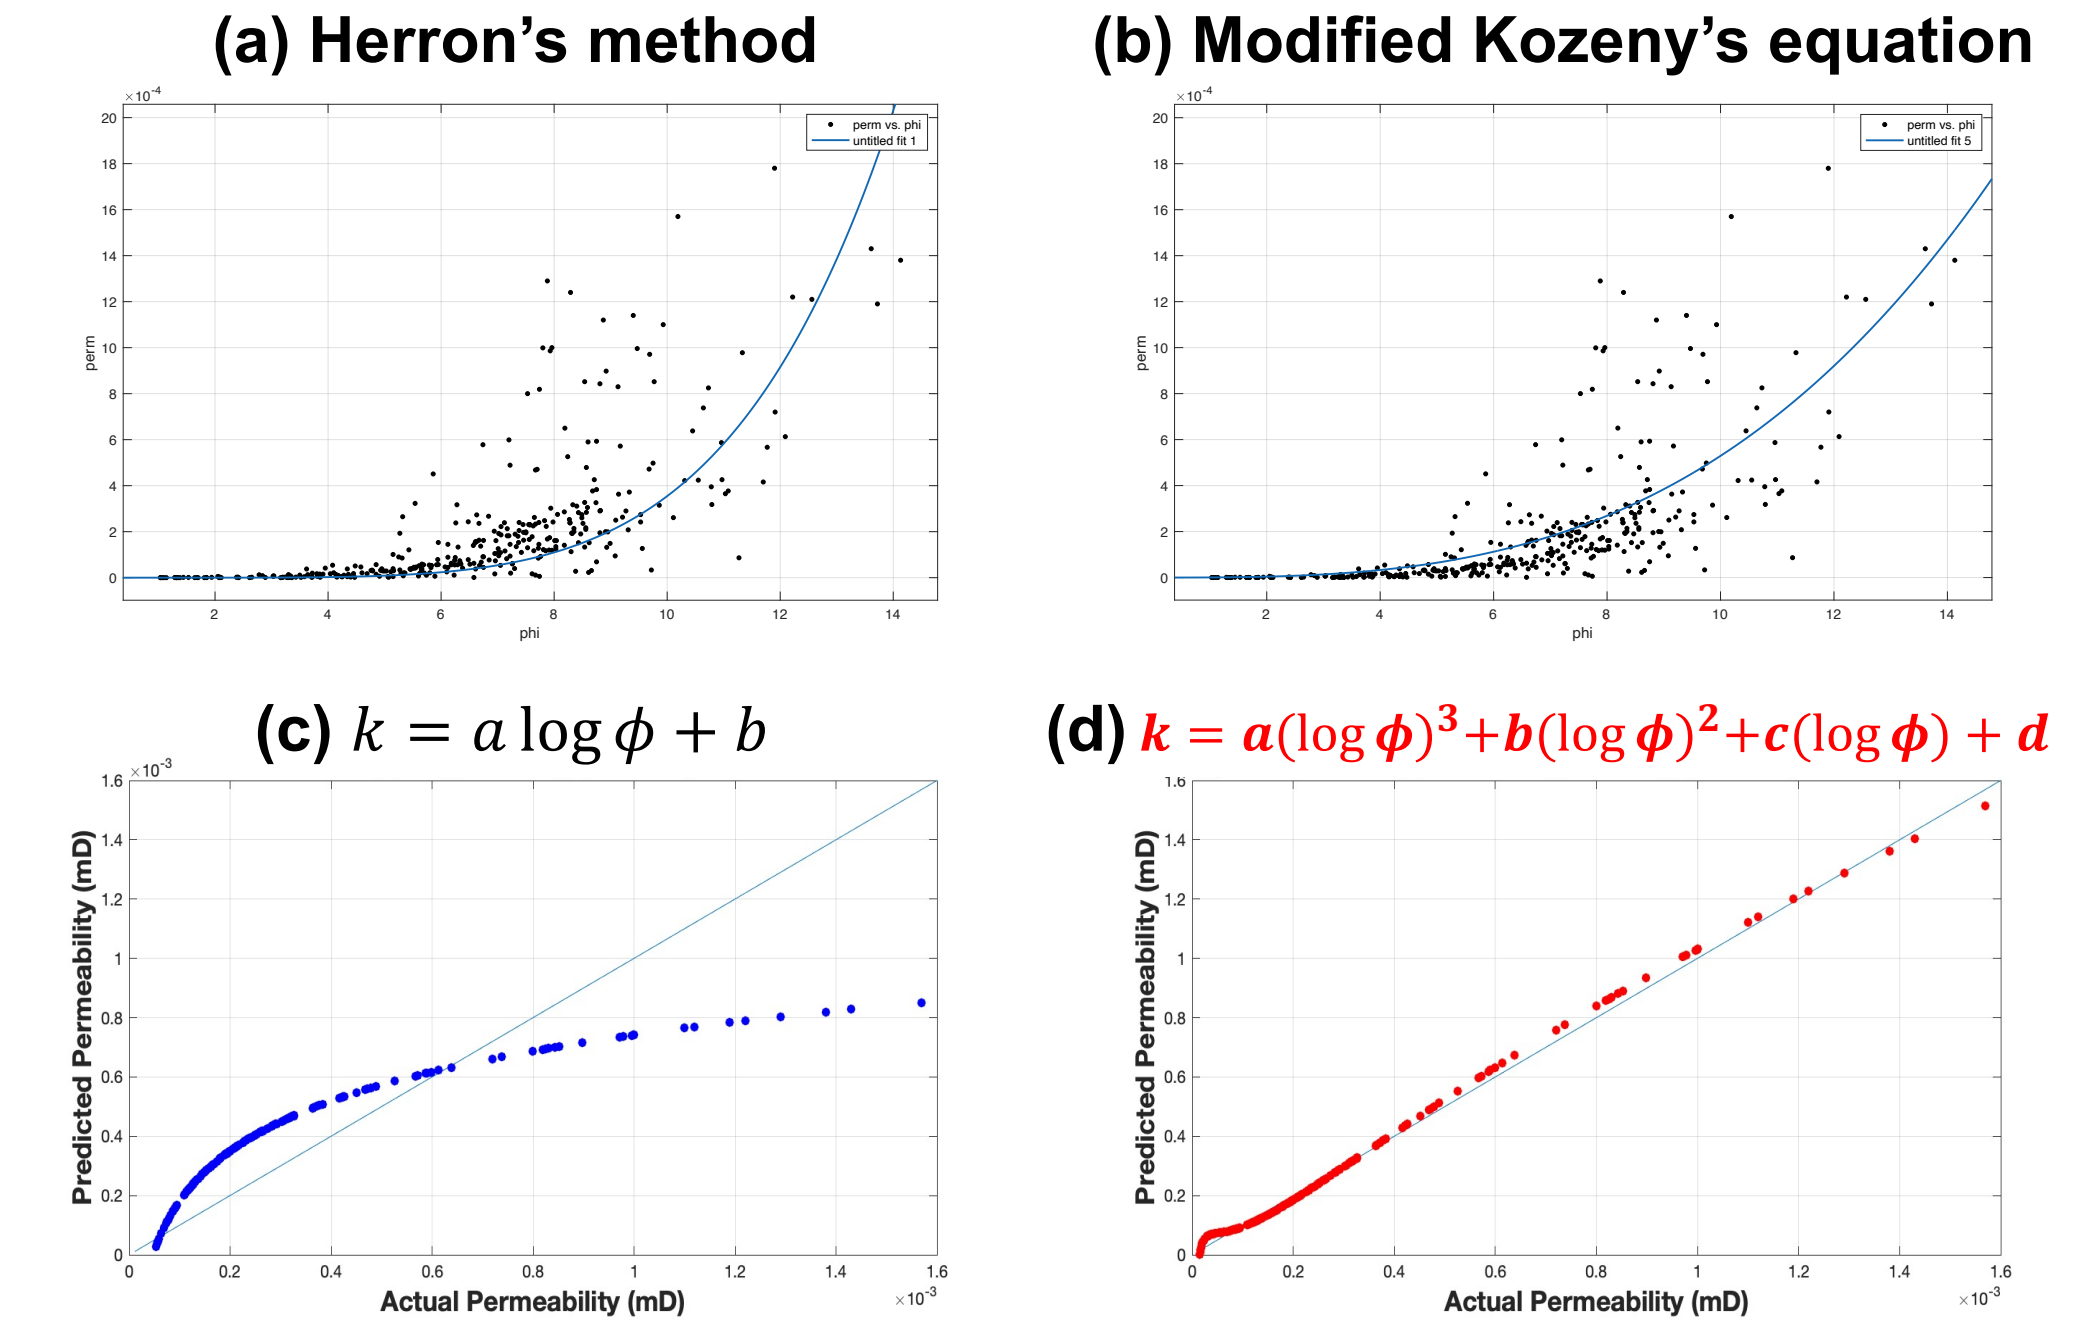 (a) Herron’s method
×10-4
20
18
16
14
12
10
8
6
4
2
0
perm
2 4 6 8 10 12 14
phi
perm vs. phi
untitled fit 1
(b) Modified Kozeny’s equation
×10-4
20
18
16
14
12
10
8
6
4
2
0
perm
2 4 6 8 10 12 14
phi
perm vs. phi
untitled fit 5
(c) k = a log ϕ + b
×10-3
1.6
1.4
1.2
1
0.8
0.6
0.4
0.2
0
Predicted Permeability (mD)
0 0.2 0.4 0.6 0.8 1 1.2 1.4 1.6
Actual Permeability (mD)
×10-3
(d) k = a(log ϕ)³+b(log ϕ)²+c(log ϕ) + d
1.6
1.4
1.2
1
0.8
0.6
0.4
0.2
0
Predicted Permeability (mD)
0 0.2 0.4 0.6 0.8 1 1.2 1.4 1.6
Actual Permeability (mD)
×10-3